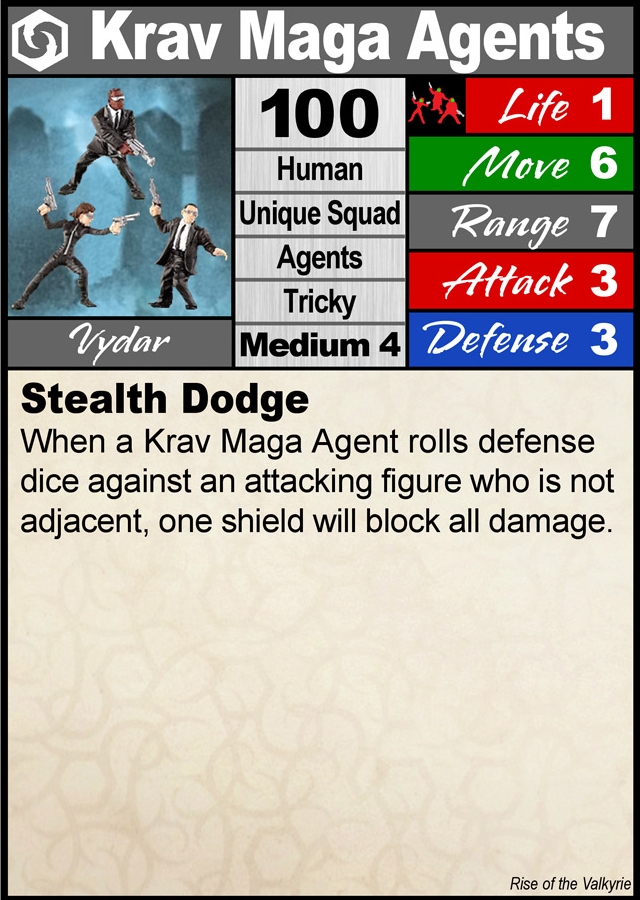 Krav Maga Agents
100
Human
Unique Squad
Agents
Tricky
Medium 4
Life 1
Move 6
Range 7
Attack 3
Defense 3
Vydar
Stealth Dodge
When a Krav Maga Agent rolls defense
dice against an attacking figure who is not
adjacent, one shield will block all damage.
Rise of the Valkyrie